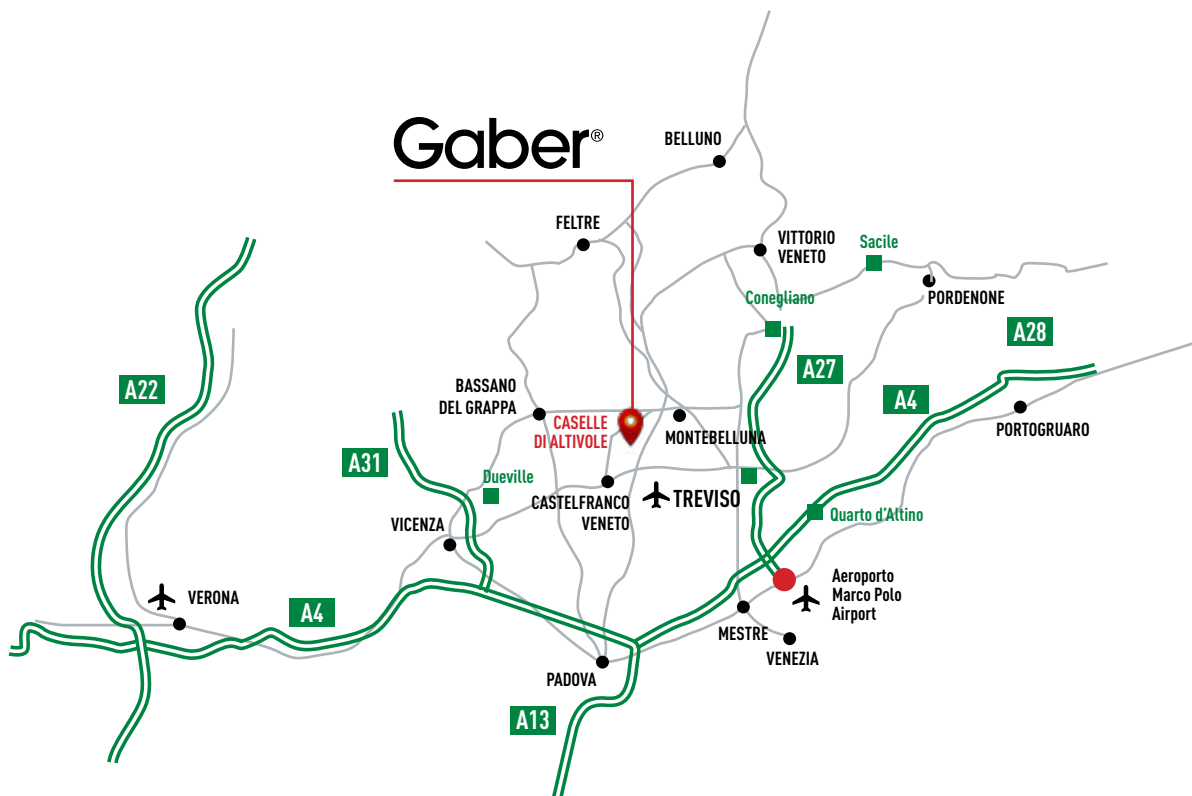 Gaber®
BELLUNO
FELTRE
VITTORIO
VENETO
Sacile
Conegliano
PORDENONE
A28
A27
A22
A4
BASSANO
DEL GRAPPA
CASELLE
DI ALTIVOLE
MONTEBELLUNA
PORTOGRUARO
A31
Dueville
CASTELFRANCO
VENETO
TREVISO
Quarto d'Altino
VICENZA
Aeroporto
Marco Polo
Airport
VERONA
A4
MESTRE
VENEZIA
PADOVA
A13